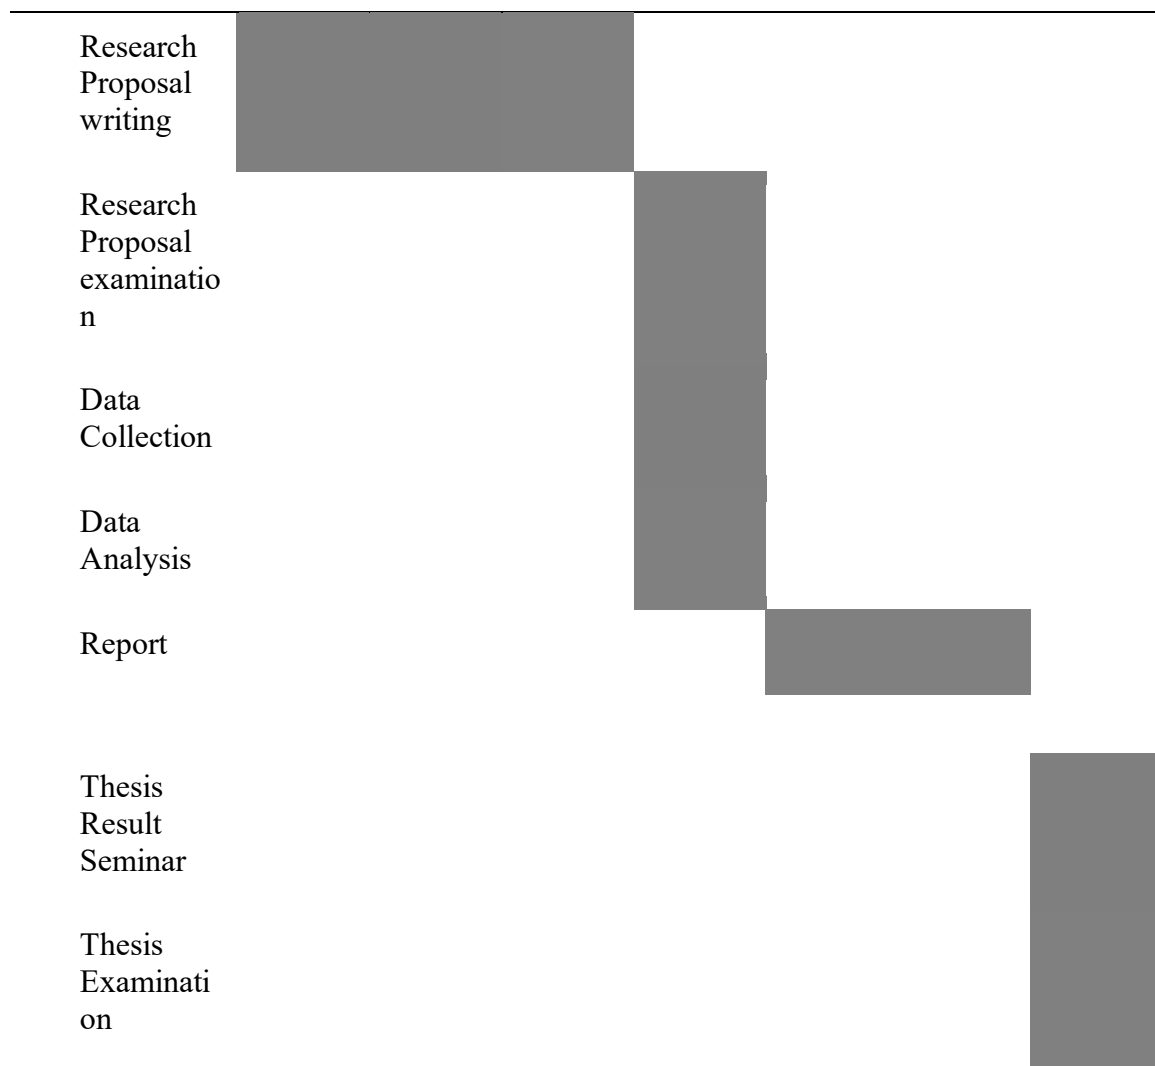 Research
Proposal
writing
Research
Proposal
examinatio
n
Data
Collection
Data
Analysis
Report
Thesis
Result
Seminar
Thesis
Examinati
on